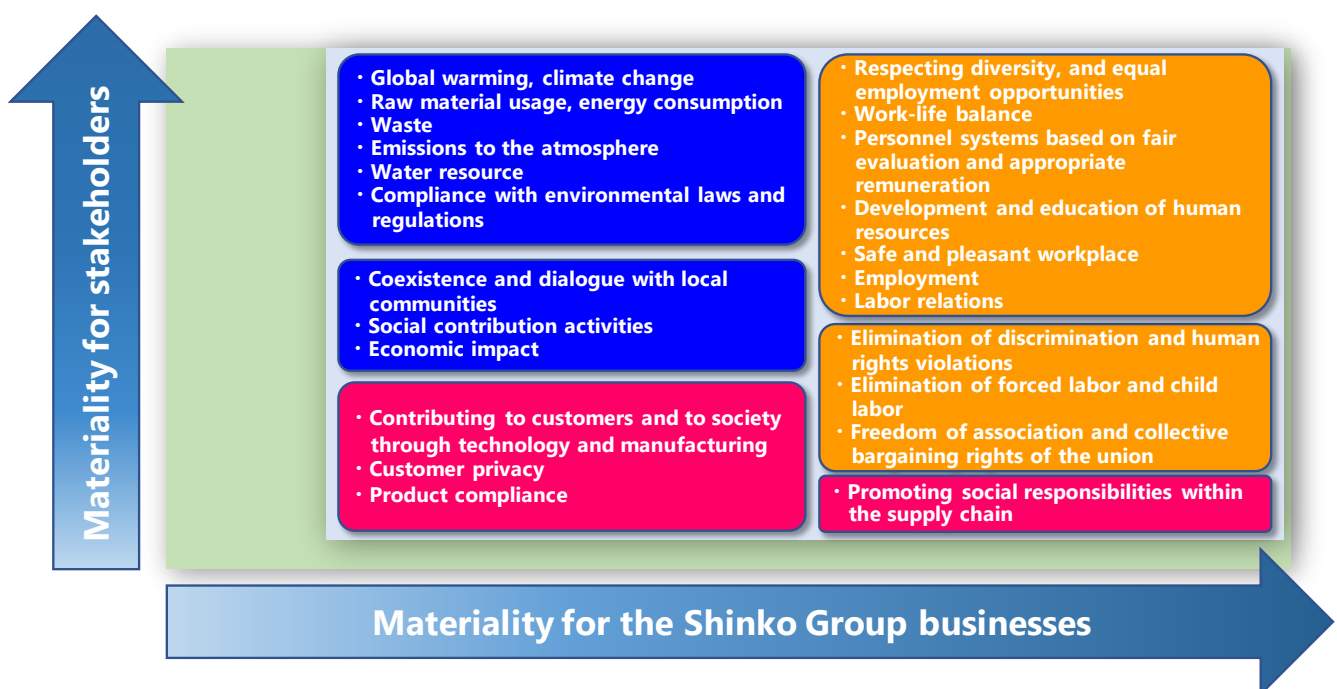 Materiality for stakeholders
・Global warming, climate change
・Raw material usage, energy consumption
・Waste
・Emissions to the atmosphere
・Water resource
・Compliance with environmental laws and
regulations
・Coexistence and dialogue with local
communities
・Social contribution activities
・Economic impact
・Contributing to customers and to society
through technology and manufacturing
・Customer privacy
・Product compliance
・Respecting diversity, and equal
employment opportunities
・Work-life balance
・Personnel systems based on fair
evaluation and appropriate
remuneration
・Development and education of human
resources
・Safe and pleasant workplace
・Employment
・Labor relations
・Elimination of discrimination and human
rights violations
・Elimination of forced labor and child
labor
・Freedom of association and collective
bargaining rights of the union
・Promoting social responsibilities within
the supply chain
Materiality for the Shinko Group businesses